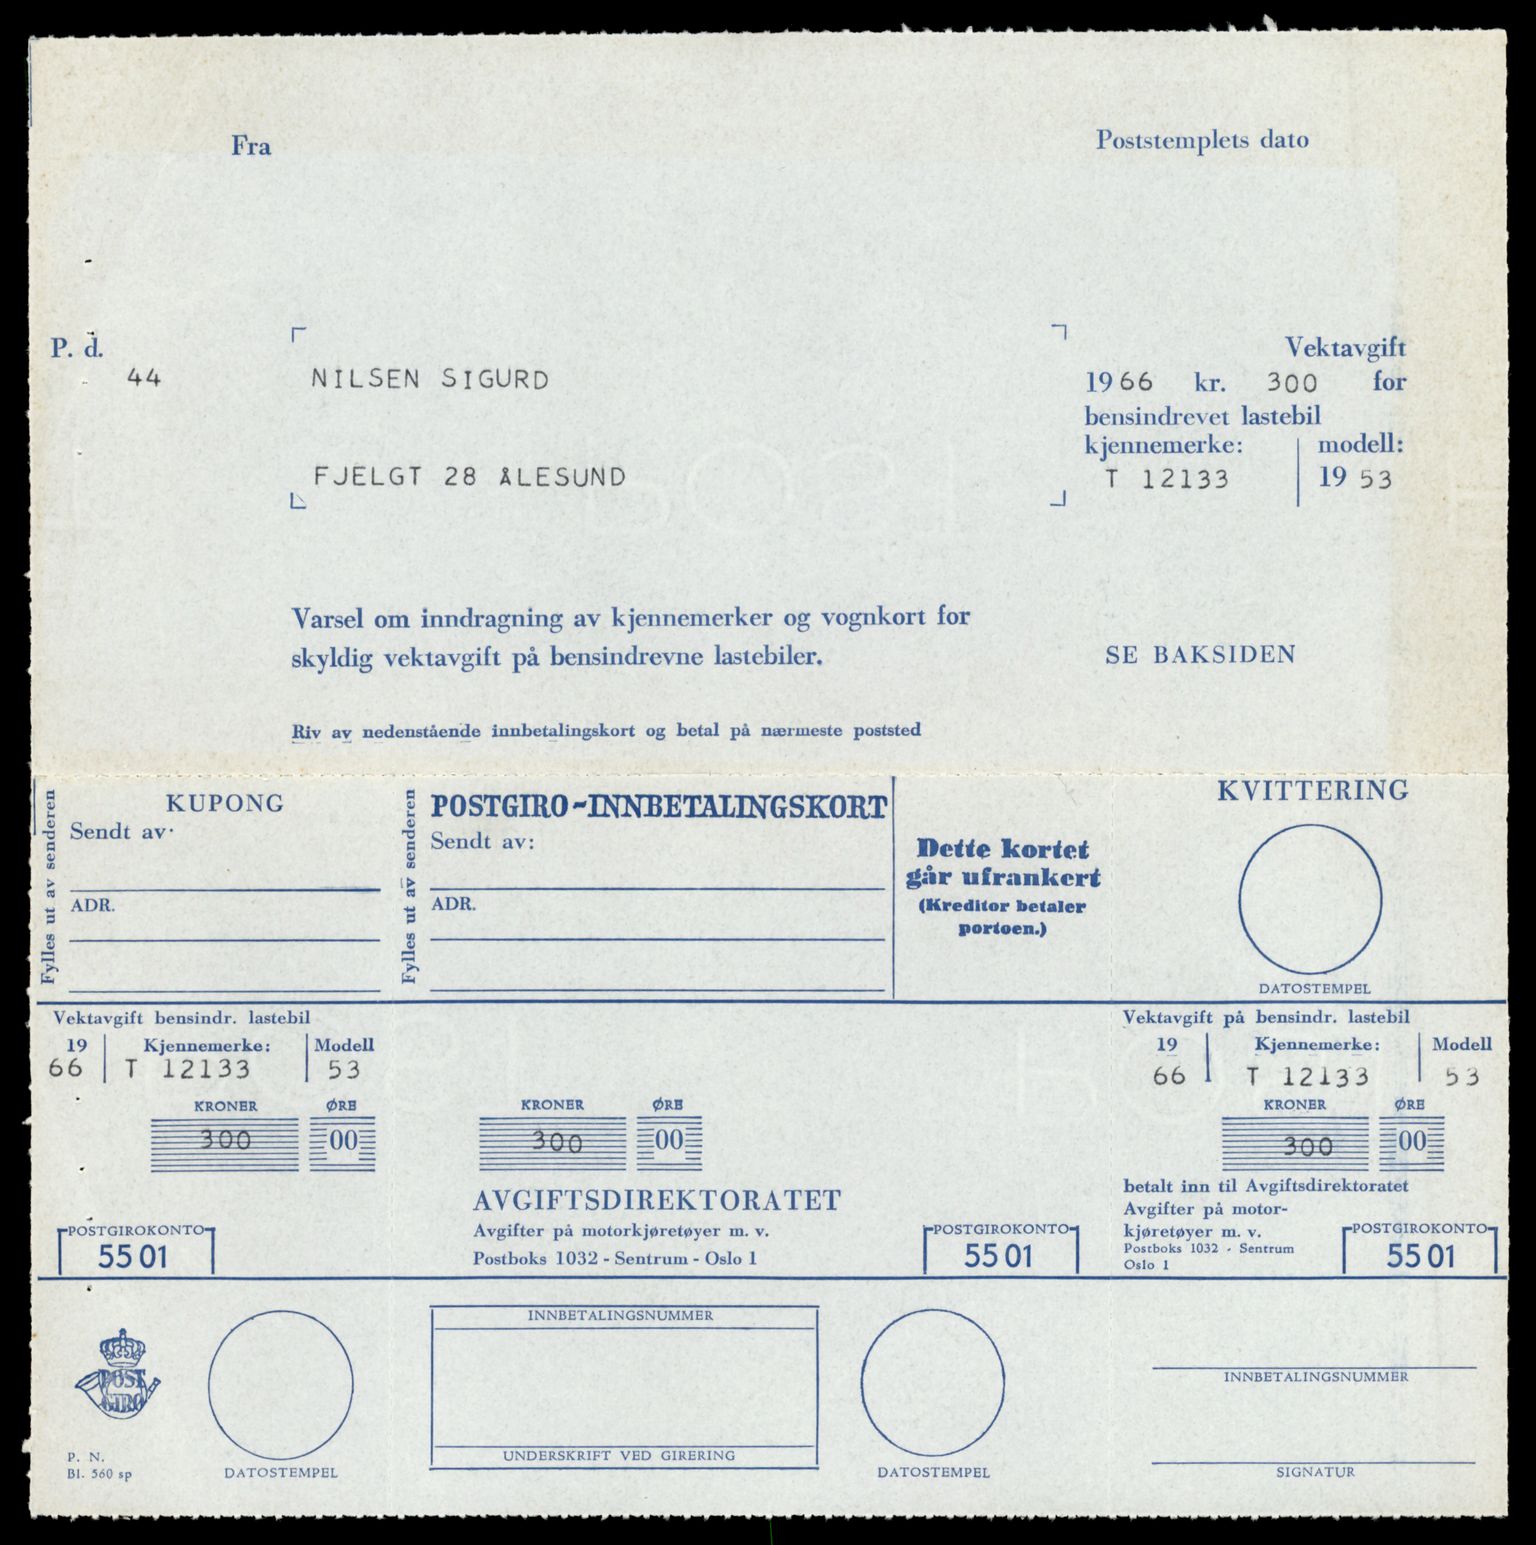 Fra
Poststemplets dato
P. d.
44
NILSEN SIGURD
FJELGT 28 ÅLESUND
Vektavgift
1966 kr. 300 for
bensindrevet lastebil
kjennemerke: modell:
T 12133 19 53
Varsel om inndragning av kjennemerker og vognkort for
skyldig vektavgift på bensindrevne lastebiler.
SE BAKSIDEN
Riv av nedenstående innbetalingskort og betal på nærmeste poststed
Fylles ut av senderen
KUPONG
Sendt av·
ADR.
Fylles ut av senderen
POSTGIRO-INNBETALINGSKORT
Sendt av:
ADR.
Dette kortet
går ufrankert
(Kreditor betaler
portoen.)
KVITTERING
DATOSTEMPEL
Vektavgift bensindr. lastebil
19 Kjennemerke: Modell
66 T 12133 53
KRONER ØRE
300 00
POSTGIROKONTO
55 01
KRONER ØRE
300 00
AVGIFTSDIREKTORATET
Avgifter på motorkjøretøyer m. v.
Postboks 1032 - Sentrum - Oslo 1
POSTGIROKONTO
55 01
Vektavgift på bensindr. lastebil
19 Kjennemerke: Modell
66 T 12133 53
KRONER ØRE
300 00
betalt inn til Avgiftsdirektoratet
Avgifter på motor-
kjøretøyer m. v.
Postboks 1032 - Sentrum
Oslo 1
POSTGIROKONTO
55 01
POST
GIRO
P. N.
Bl. 560 sp
DATOSTEMPEL
INNBETALINGSNUMMER
UNDERSKRIFT VED GIRERING
DATOSTEMPEL
INNBETALINGSNUMMER
SIGNATUR